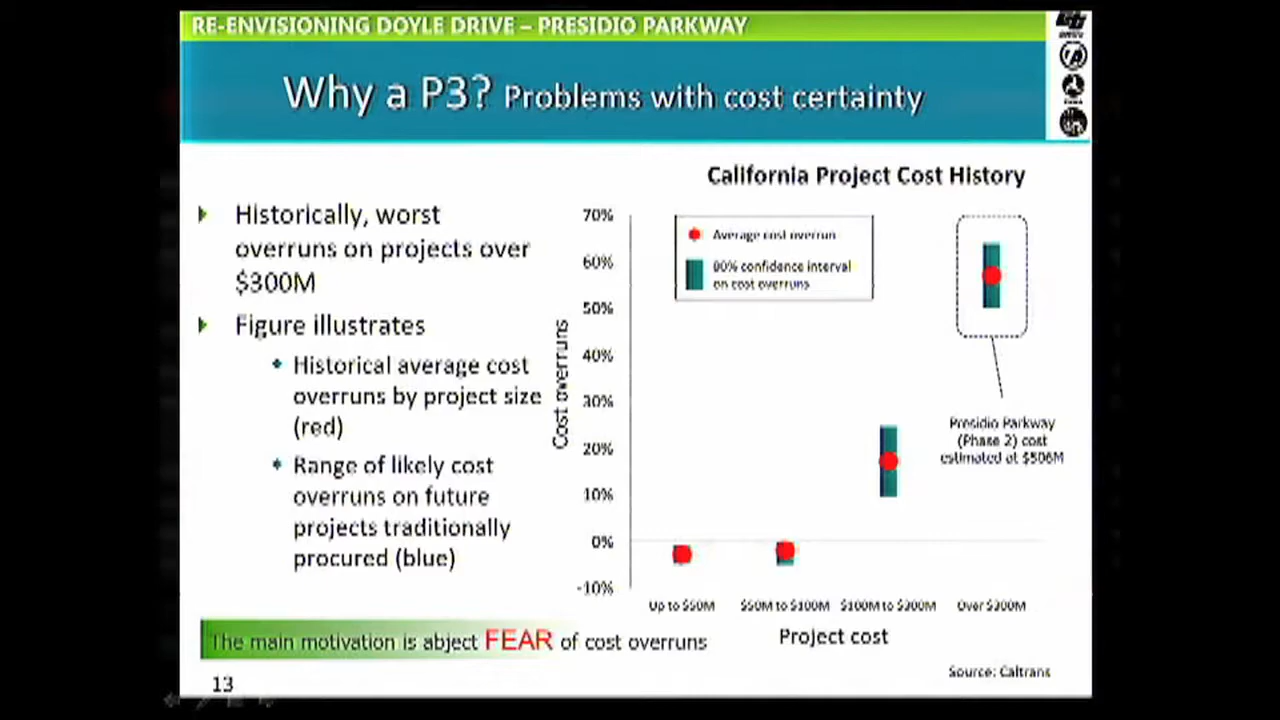 RE-ENVISIONING DOYLE DRIVE – PRESIDIO PARKWAY
Why a P3? Problems with cost certainty
Historically, worst
overruns on projects over
$300M
Figure illustrates
Historical average cost
overruns by project size
(red)
Range of likely cost
overruns on future
projects traditionally
procured (blue)
California Project Cost History
70%
60%
50%
40%
30%
20%
10%
0%
-10%
Cost overruns
Average cost overrun
80% confidence interval
on cost overruns
Presidio Parkway
(Phase 2) cost
estimated at $506M
Up to $50M
$50M to $100M
$100M to $300M
Over $300M
Project cost
The main motivation is abject FEAR of cost overruns
Source: Caltrans
13